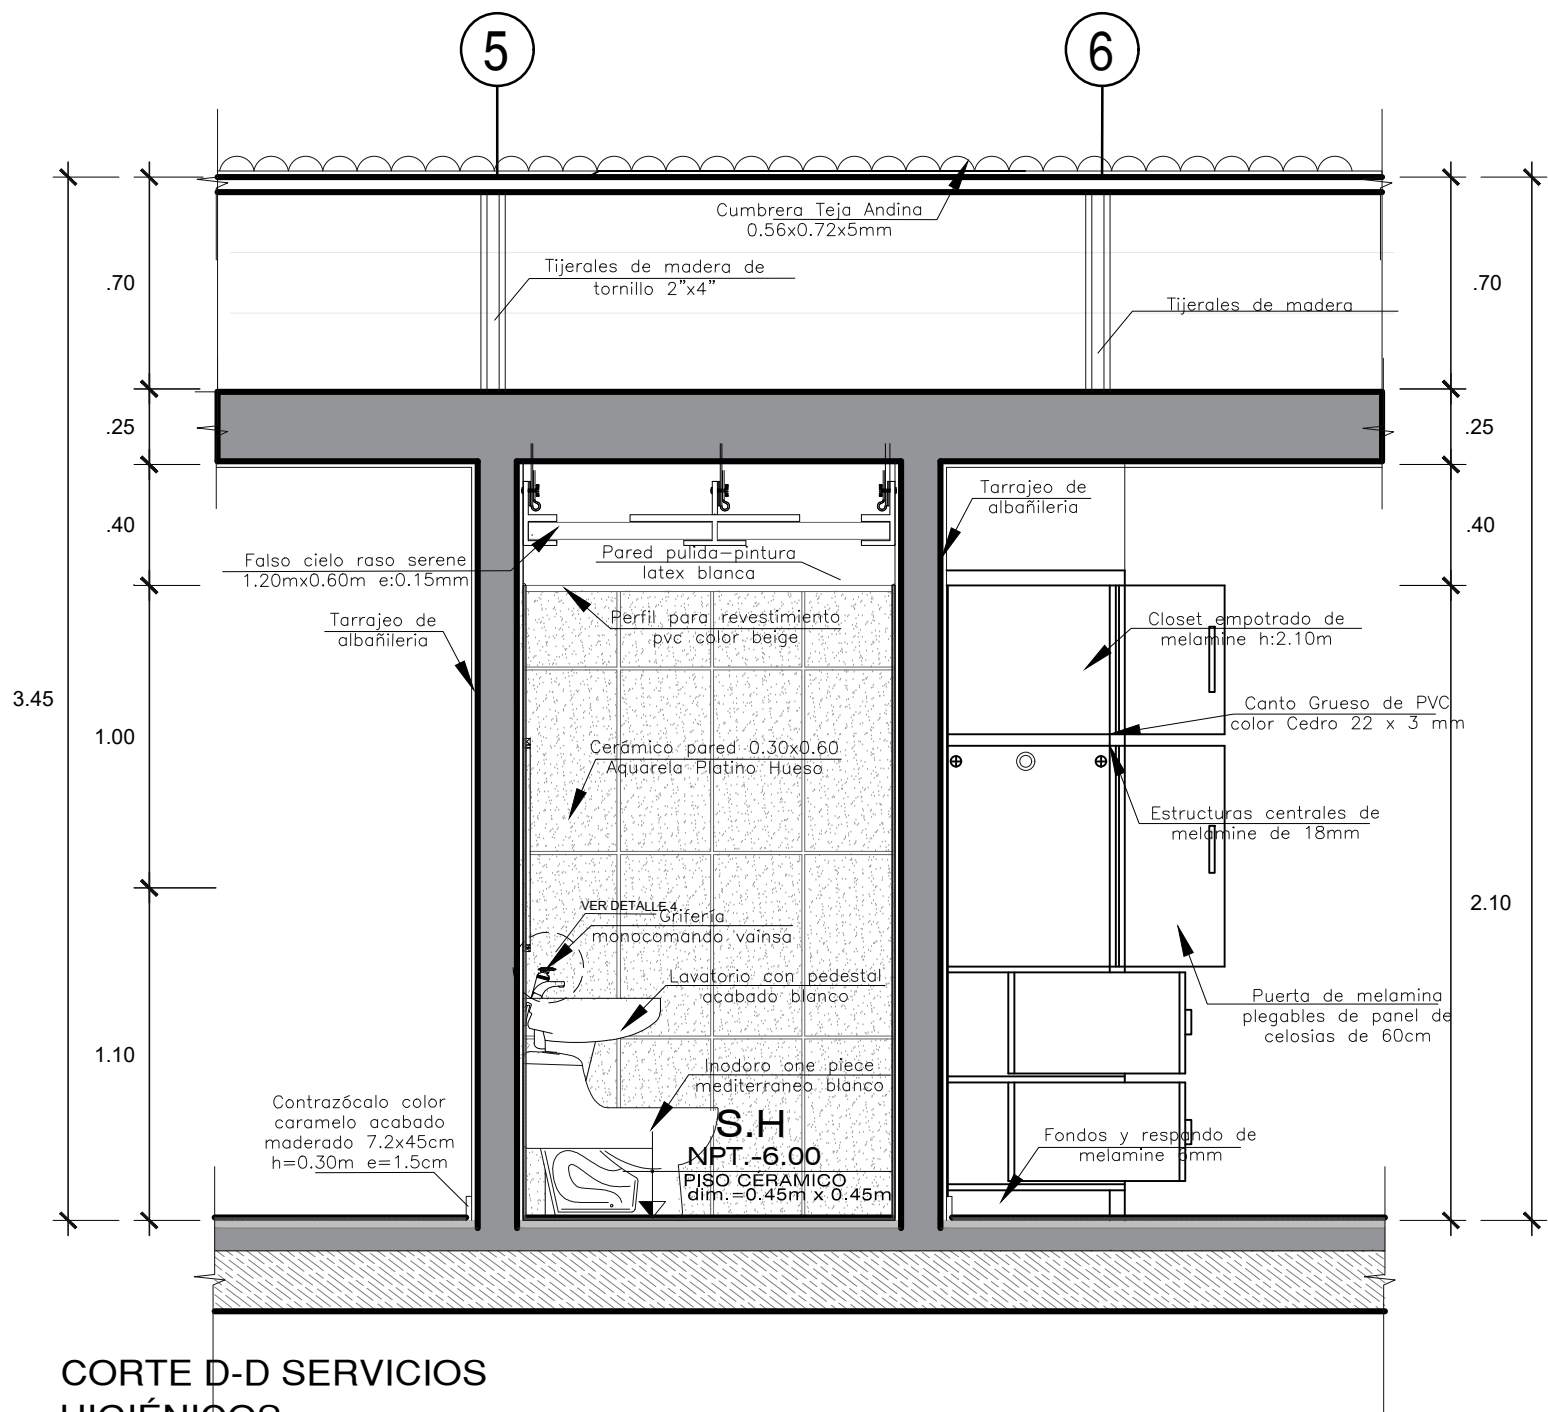 5
6
Cumbrera Teja Andina
0.56x0.72x5mm
Tijerales de madera de
tornillo 2"x4"
Tijerales de madera
.70
.70
.25
.25
.40
.40
Tarrajeo de
albañileria
Falso cielo raso serene
1.20mx0.60m e:0.15mm
Pared pulida-pintura
latex blanca
Perfil para revestimiento
pvc color beige
Tarrajeo de
albañileria
Closet empotrado de
melamine h:2.10m
3.45
1.00
Canto Grueso de PVC
color Cedro 22 x 3 mm
Cerámico pared 0.30x0.60
Aquarela Platino Hueso
Estructuras centrales de
melamine de 18mm
VER DETALLE 4
Grifería
monocomando vainsa
2.10
Lavatorio con pedestal
acabado blanco
Puerta de melamina
plegables de panel de
celosias de 60cm
1.10
Inodoro one piece
mediterraneo blanco
Contrazócalo color
caramelo acabado
maderado 7.2x45cm
h=0.30m e=1.5cm
S.H
NPT.-6.00
PISO CERAMICO
dim.=0.45m x 0.45m
Fondos y respando de
melamine 6mm
CORTE D-D SERVICIOS
HIGIÉNICOS